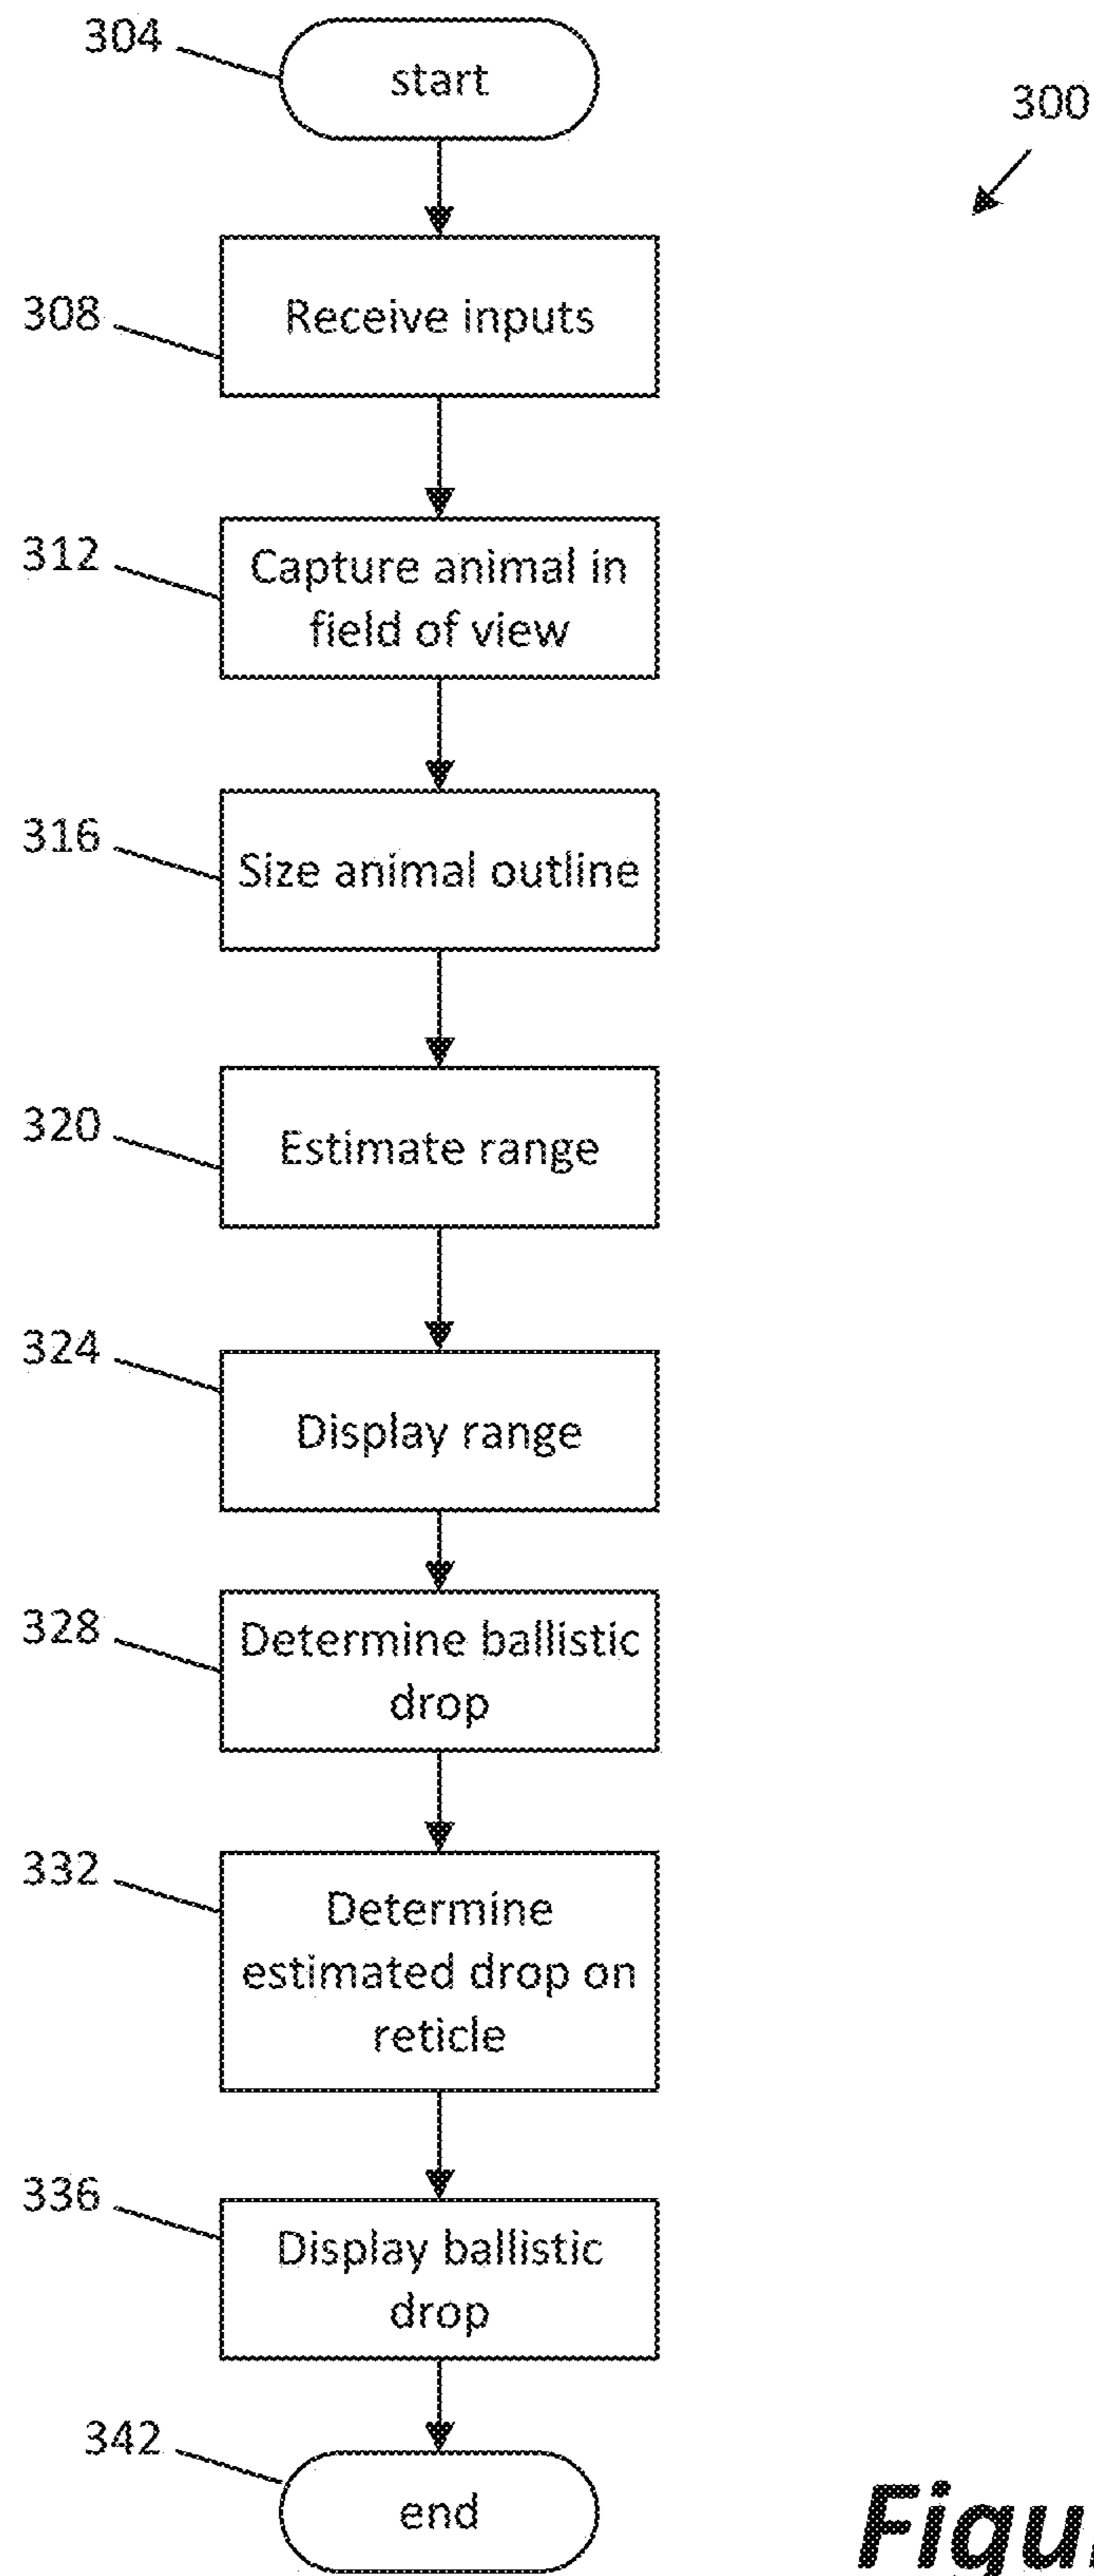 304
start
300
308
Receive inputs
312
Capture animal in
field of view
316
Size animal outline
320
Estimate range
324
Display range
328
Determine ballistic
drop
332
Determine
estimated drop on
reticle
336
Display ballistic
drop
342
end
Figu